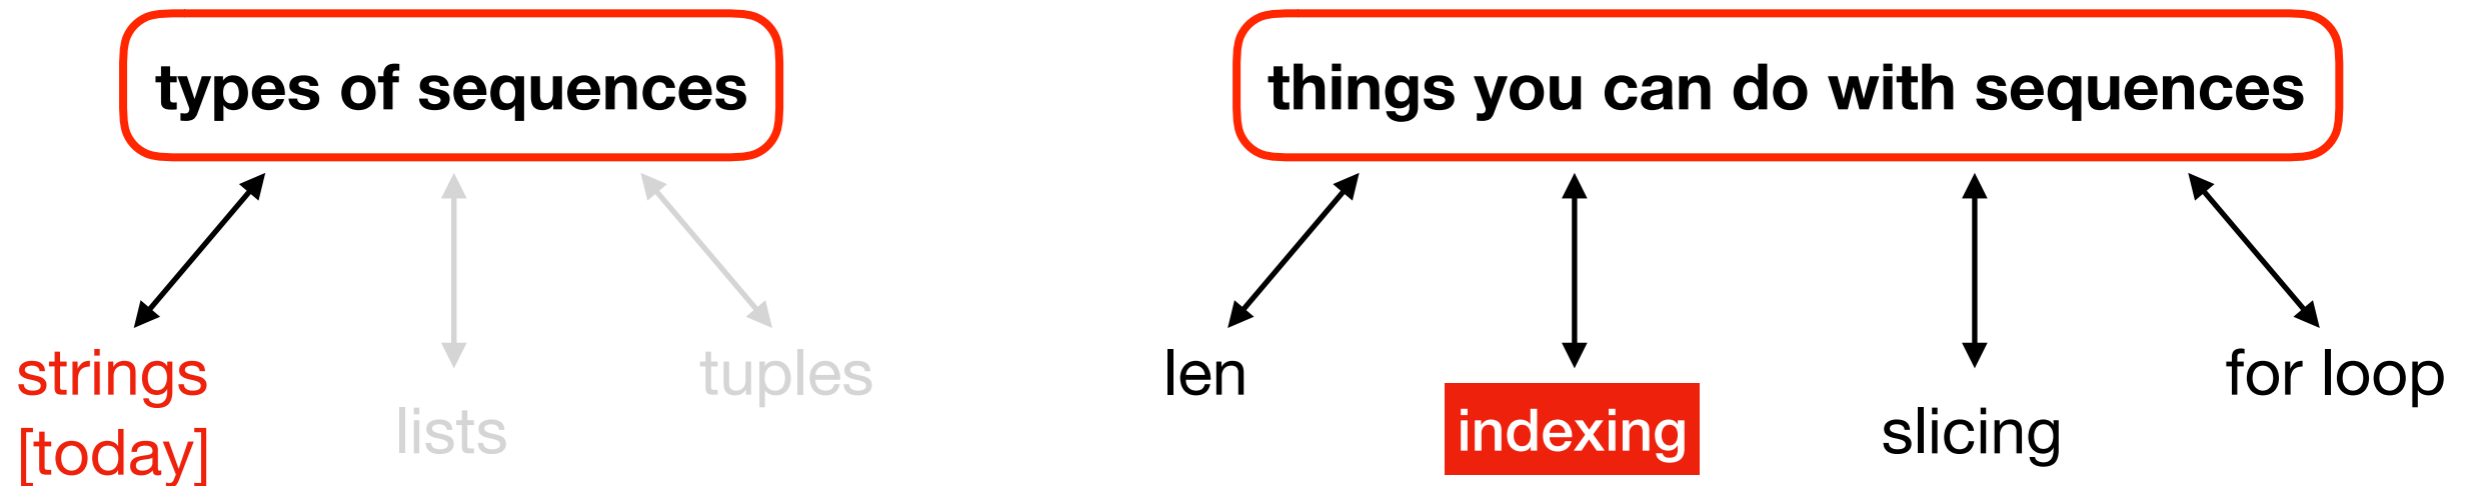 types of sequences
things you can do with sequences
strings
[today]
lists
tuples
len
indexing
slicing
for loop